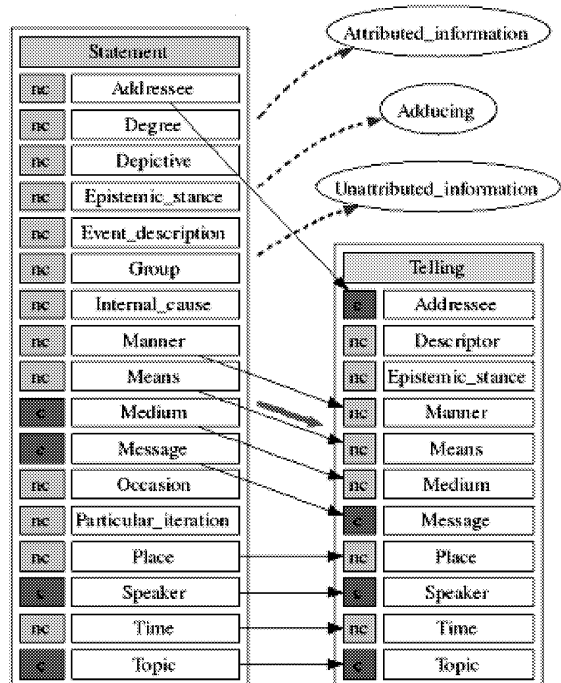 Attributed_information
Statement
nc Addressee
nc Degree
Adducing
nc Depictive
nc Epistemic_stance
Unattributed_information
nc Event_description
nc Group
Telling
nc Internal_cause
c Addressee
nc Manner
nc Descriptor
nc Means
nc Epistemic_stance
c Medium
nc Manner
c Message
nc Means
nc Occasion
nc Medium
nc Particular_iteration
c Message
nc Place
nc Place
c Speaker
c Speaker
nc Time
nc Time
c Topic
c Topic